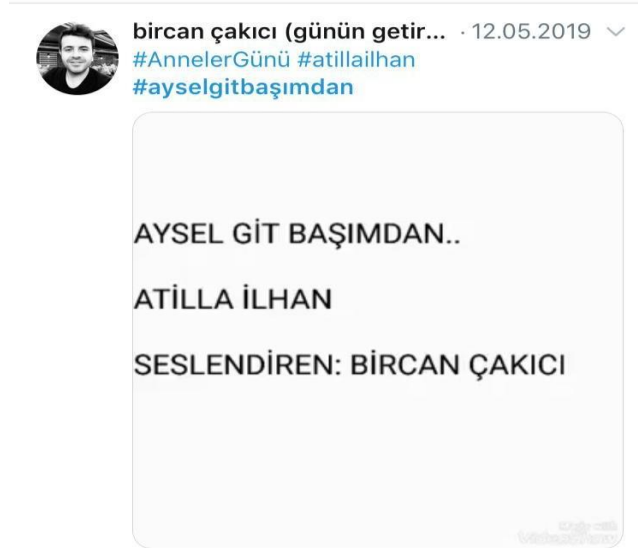 bircan çakıcı (günün getir... · 12.05.2019
#AnnelerGünü #atillailhan
#ayselgitbaşımdan
AYSEL GİT BAŞIMDAN..
ATİLLA İLHAN
SESLENDİREN: BİRCAN ÇAKICI